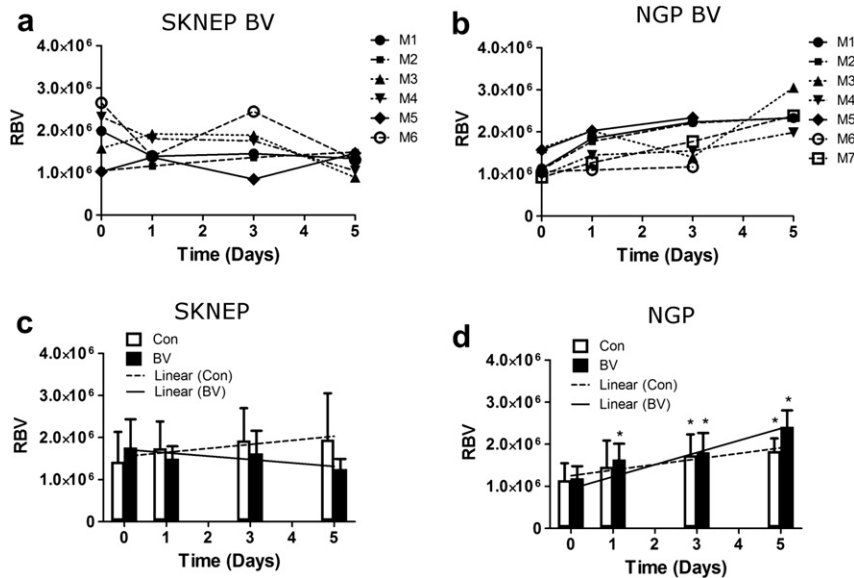 a
SKNEP BV
4.0×10⁶
3.0×10⁶
2.0×10⁶
1.0×10⁶
0
RBV
0 1 2 3 4 5
Time (Days)
M1
M2
M3
M4
M5
M6
b
NGP BV
4.0×10⁶
3.0×10⁶
2.0×10⁶
1.0×10⁶
0
RBV
0 1 2 3 4 5
Time (Days)
M1
M2
M3
M4
M5
M6
M7
c
SKNEP
Con
BV
Linear (Con)
Linear (BV)
4.0×10⁶
3.0×10⁶
2.0×10⁶
1.0×10⁶
0
RBV
0 1 2 3 4 5
Time (Days)
d
NGP
Con
BV
Linear (Con)
Linear (BV)
4.0×10⁶
3.0×10⁶
2.0×10⁶
1.0×10⁶
0
RBV
* * * * *
0 1 2 3 4 5
Time (Days)